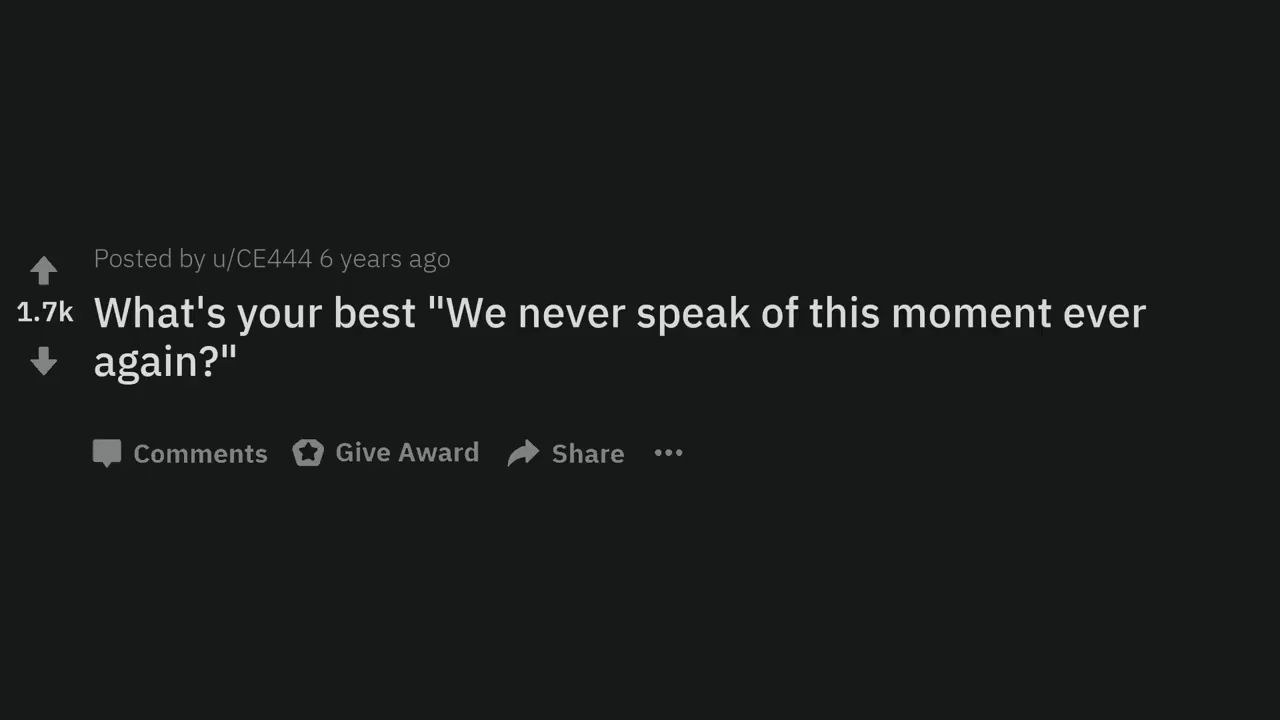 Posted by u/CE444 6 years ago
1.7k
What's your best "We never speak of this moment ever
again?"
Comments Give Award Share